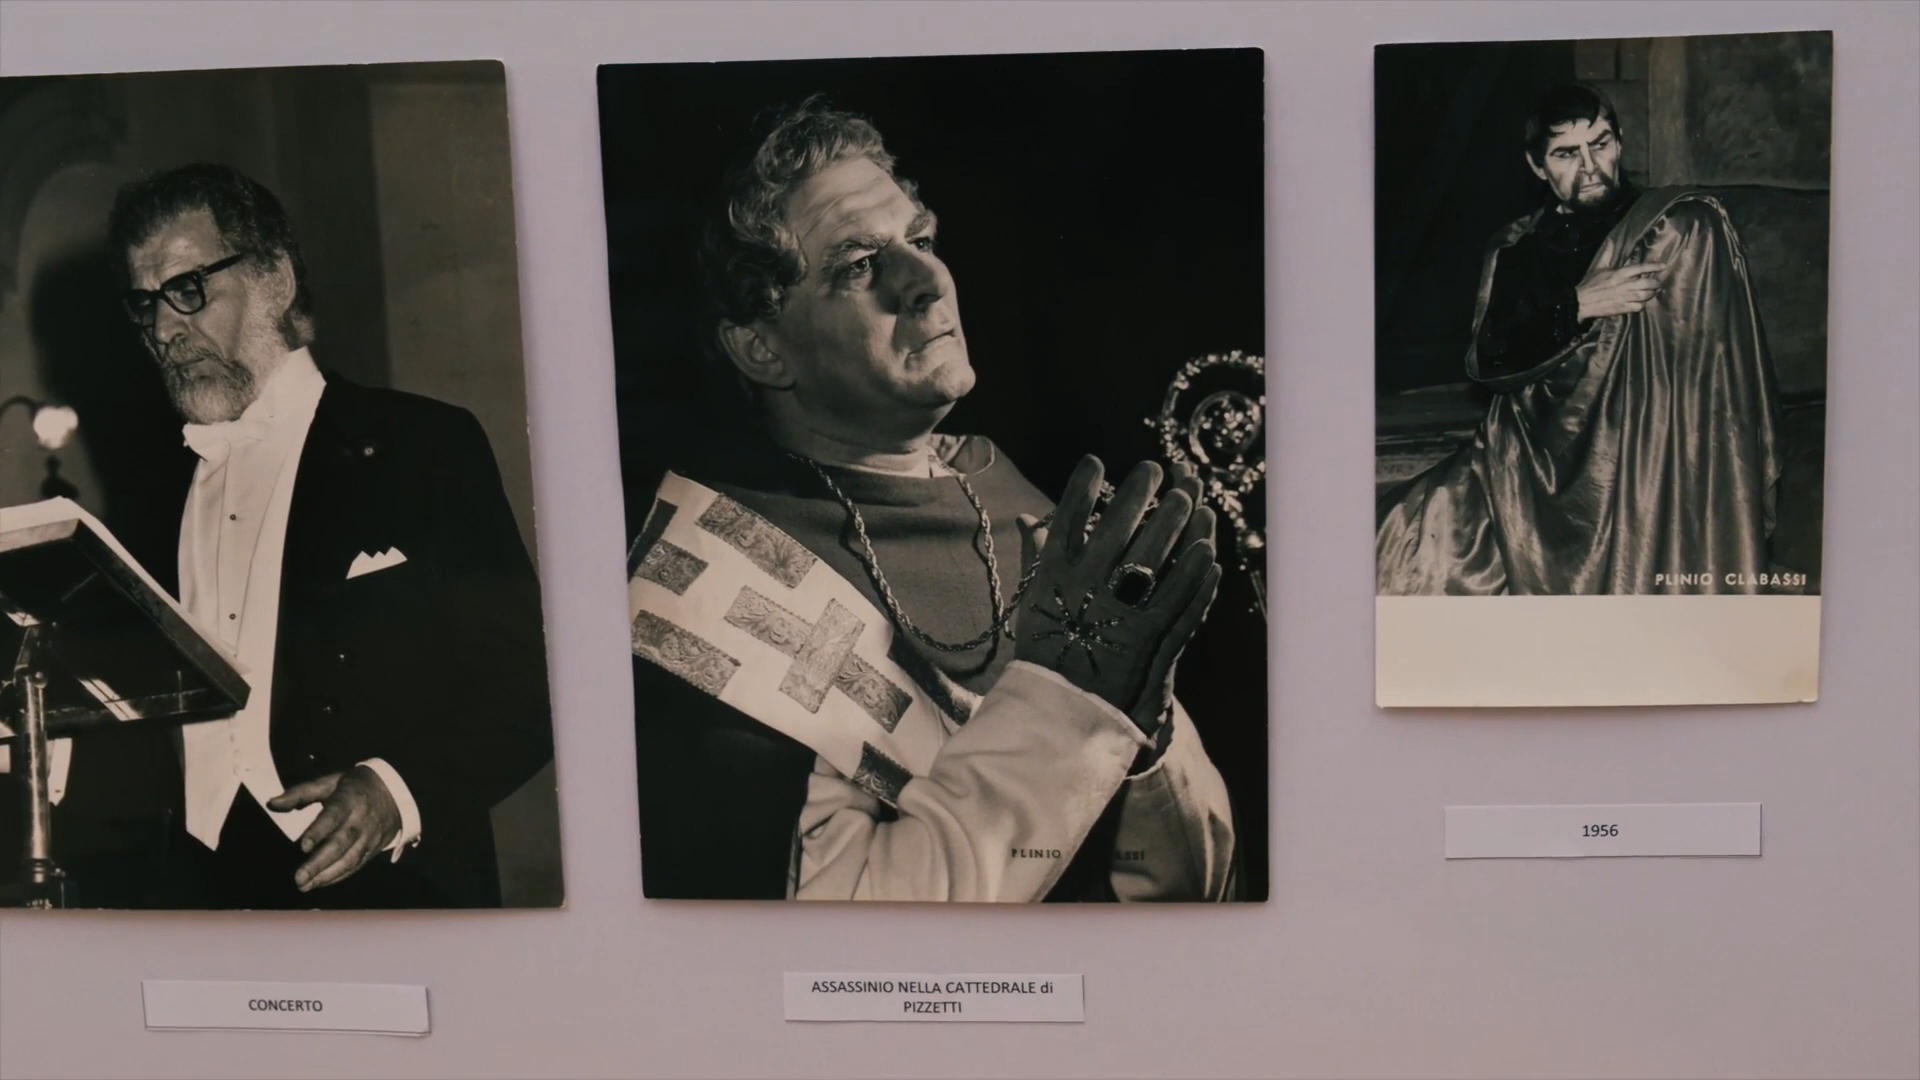 CONCERTO
PLINIO
ASSASSINIO NELLA CATTEDRALE di
PIZZETTI
PLINIO CLABASSI
1956